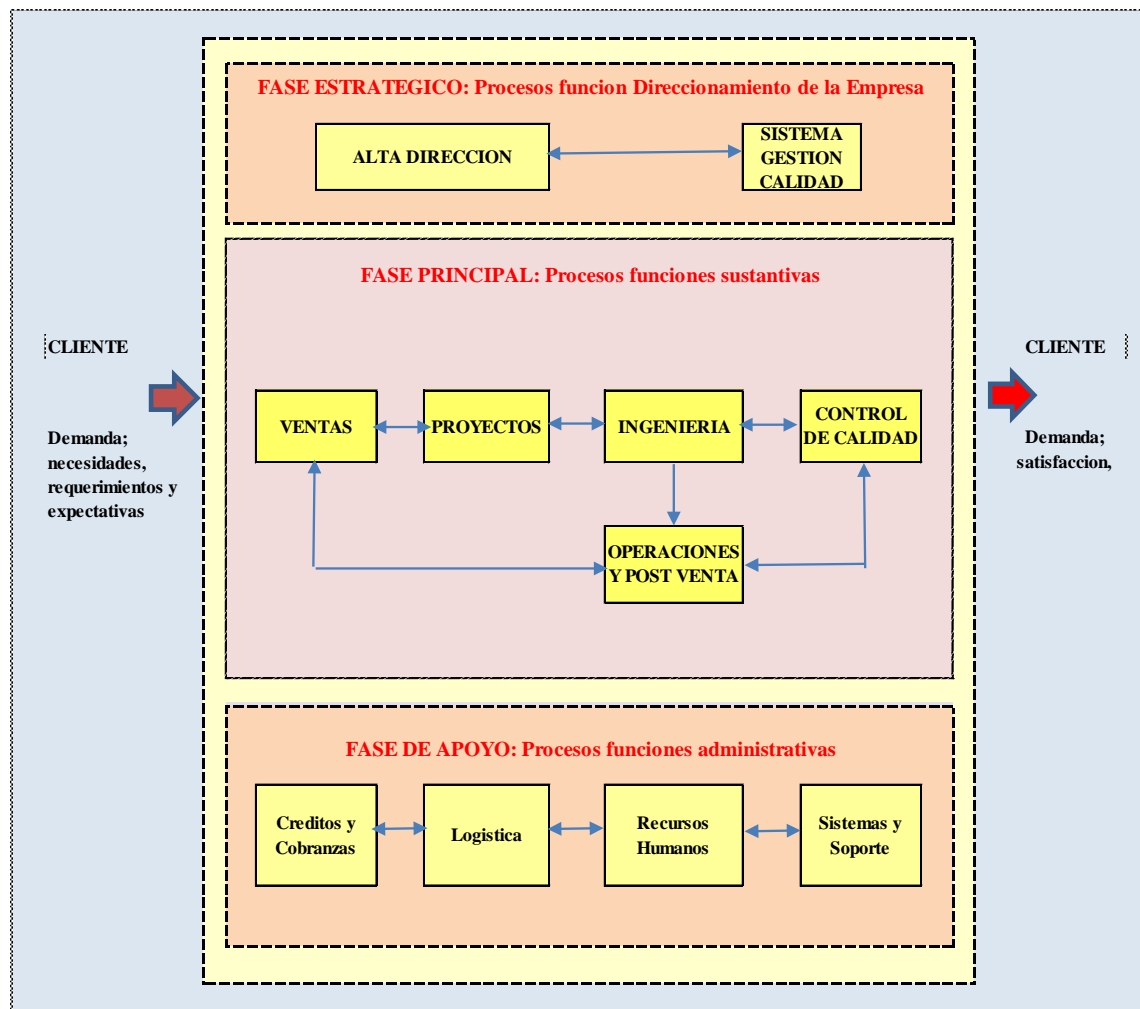 FASE ESTRATEGICO: Procesos funcion Direccionamiento de la Empresa
ALTA DIRECCION
SISTEMA
GESTION
CALIDAD
FASE PRINCIPAL: Procesos funciones sustantivas
CLIENTE
Demanda;
necesidades,
requerimientos y
expectativas
VENTAS
PROYECTOS
INGENIERIA
CONTROL
DE CALIDAD
OPERACIONES
Y POST VENTA
CLIENTE
Demanda;
satisfaccion,
FASE DE APOYO: Procesos funciones administrativas
Creditos y
Cobranzas
Logistica
Recursos
Humanos
Sistemas y
Soporte